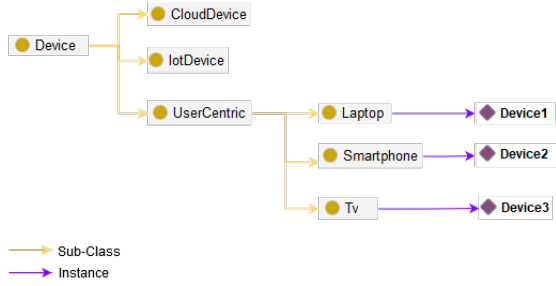 CloudDevice
Device
IotDevice
UserCentric
Laptop
Device1
Smartphone
Device2
Tv
Device3
Sub-Class
Instance